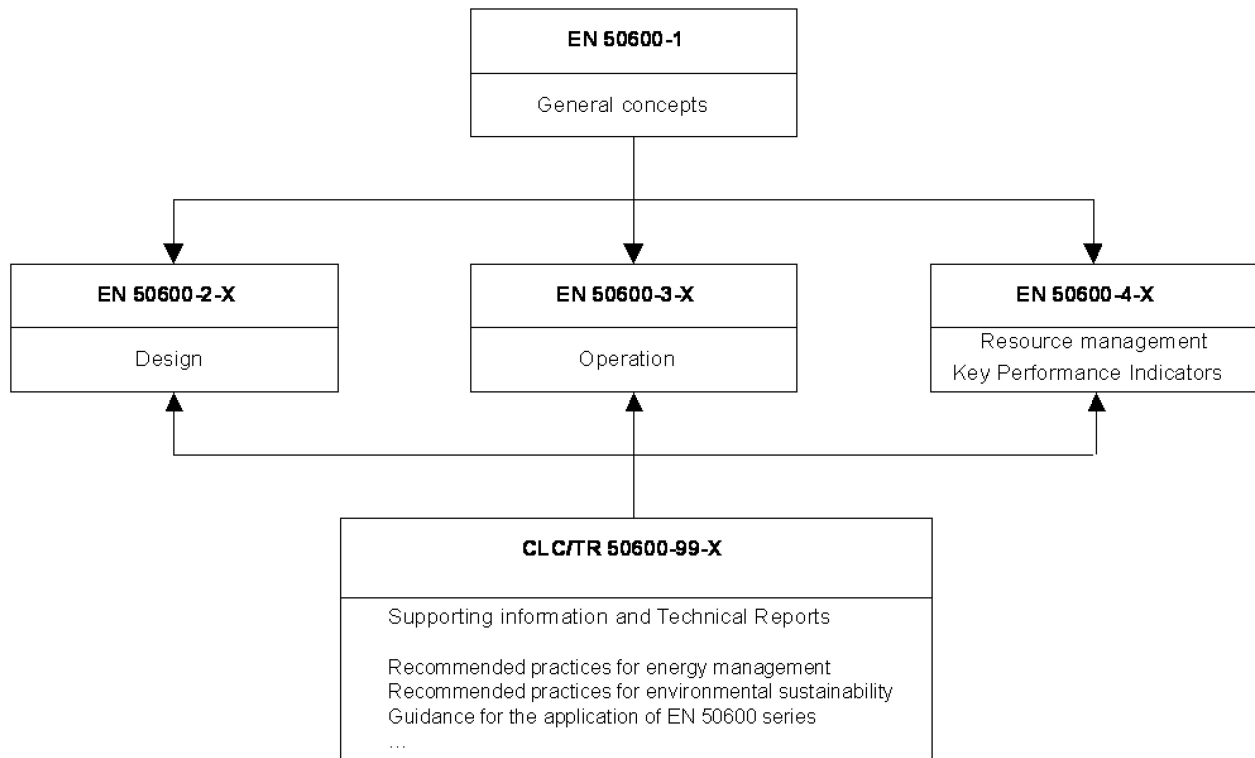 EN 50600-1
General concepts
EN 50600-2-X
Design
EN 50600-3-X
Operation
EN 50600-4-X
Resource management
Key Performance Indicators
CLC/TR 50600-99-X
Supporting information and Technical Reports
Recommended practices for energy management
Recommended practices for environmental sustainability
Guidance for the application of EN 50600 series
...